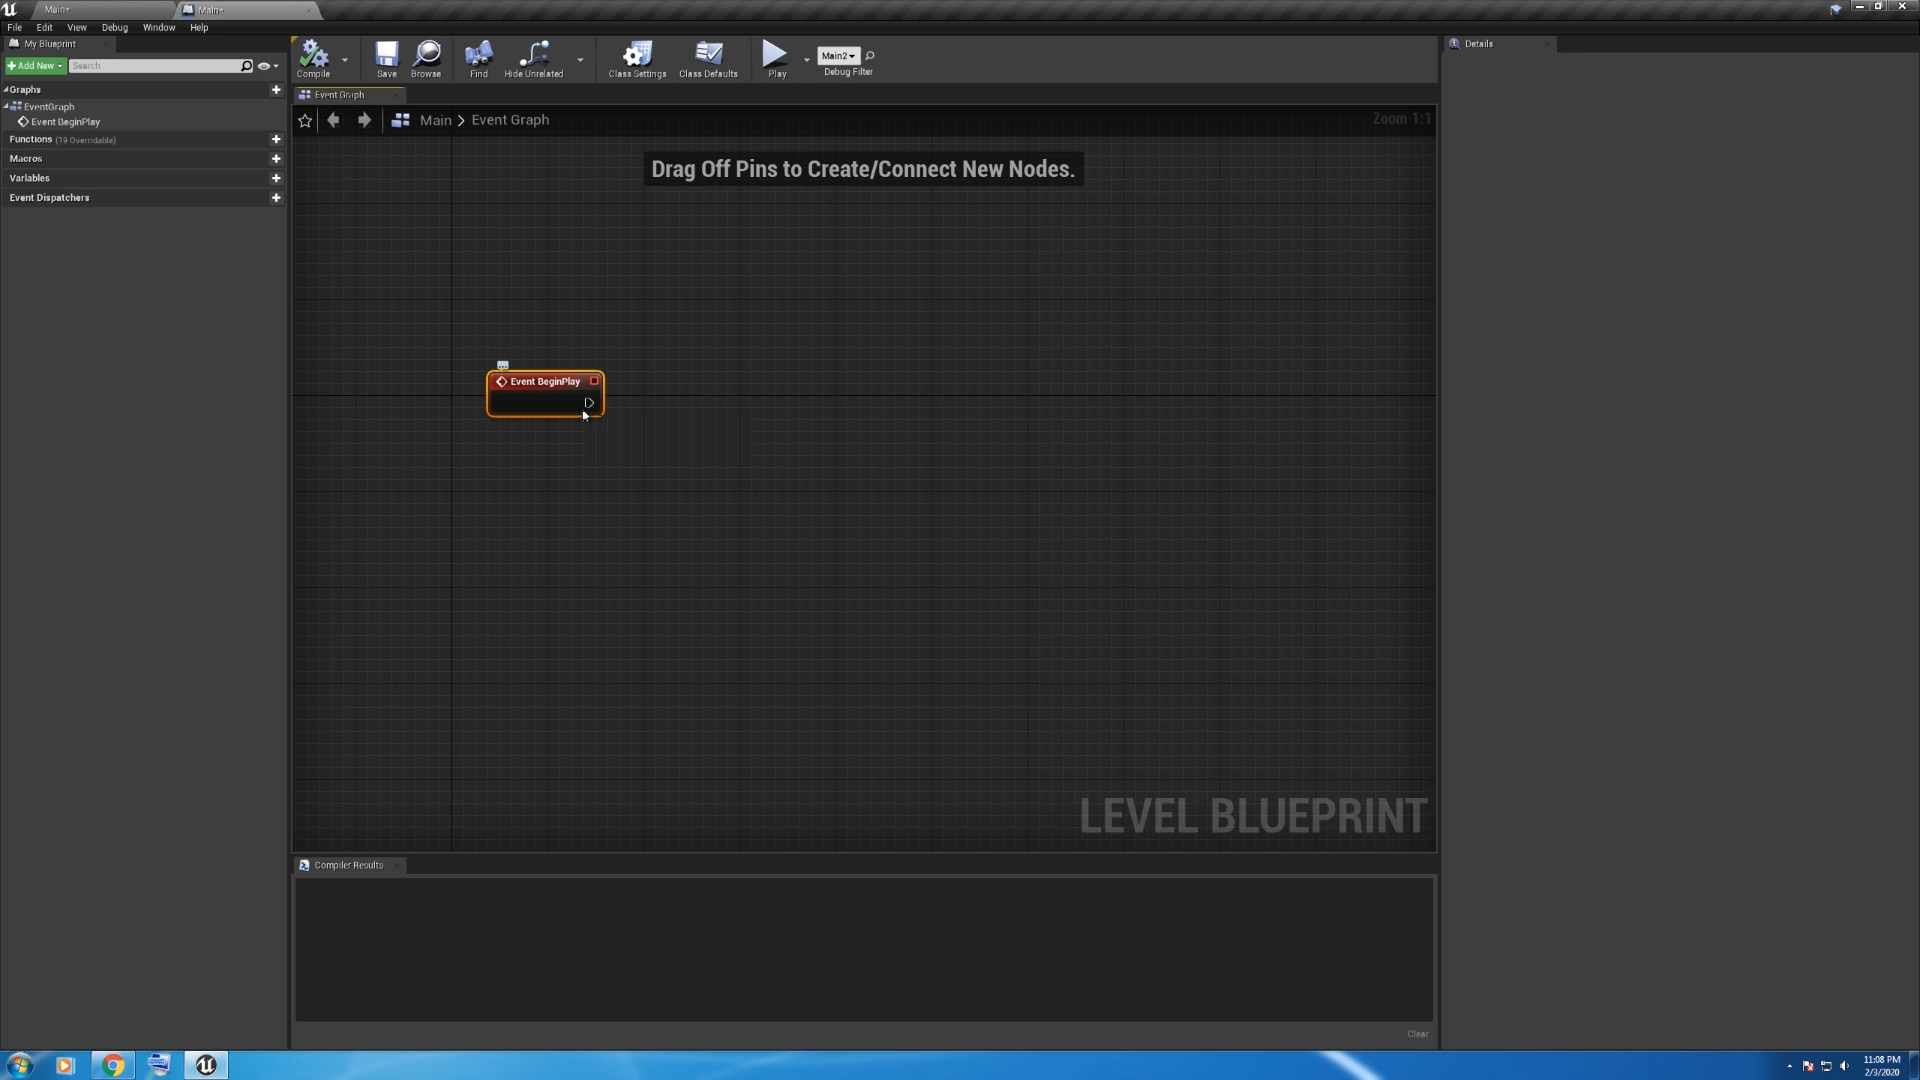 Main*
Main*
File Edit View Debug Window Help
My Blueprint
Add New
Search
Graphs
EventGraph
Event BeginPlay
Functions (19 Overridable)
Macros
Variables
Event Dispatchers
Compile
Save
Browse
Find
Hide Unrelated
Class Settings
Class Defaults
Play
Main2
Debug Filter
Event Graph
Main > Event Graph
Zoom 1:1
Drag Off Pins to Create/Connect New Nodes.
Event BeginPlay
LEVEL BLUEPRINT
Compiler Results
Clear
Details
11:08 PM
2/3/2020